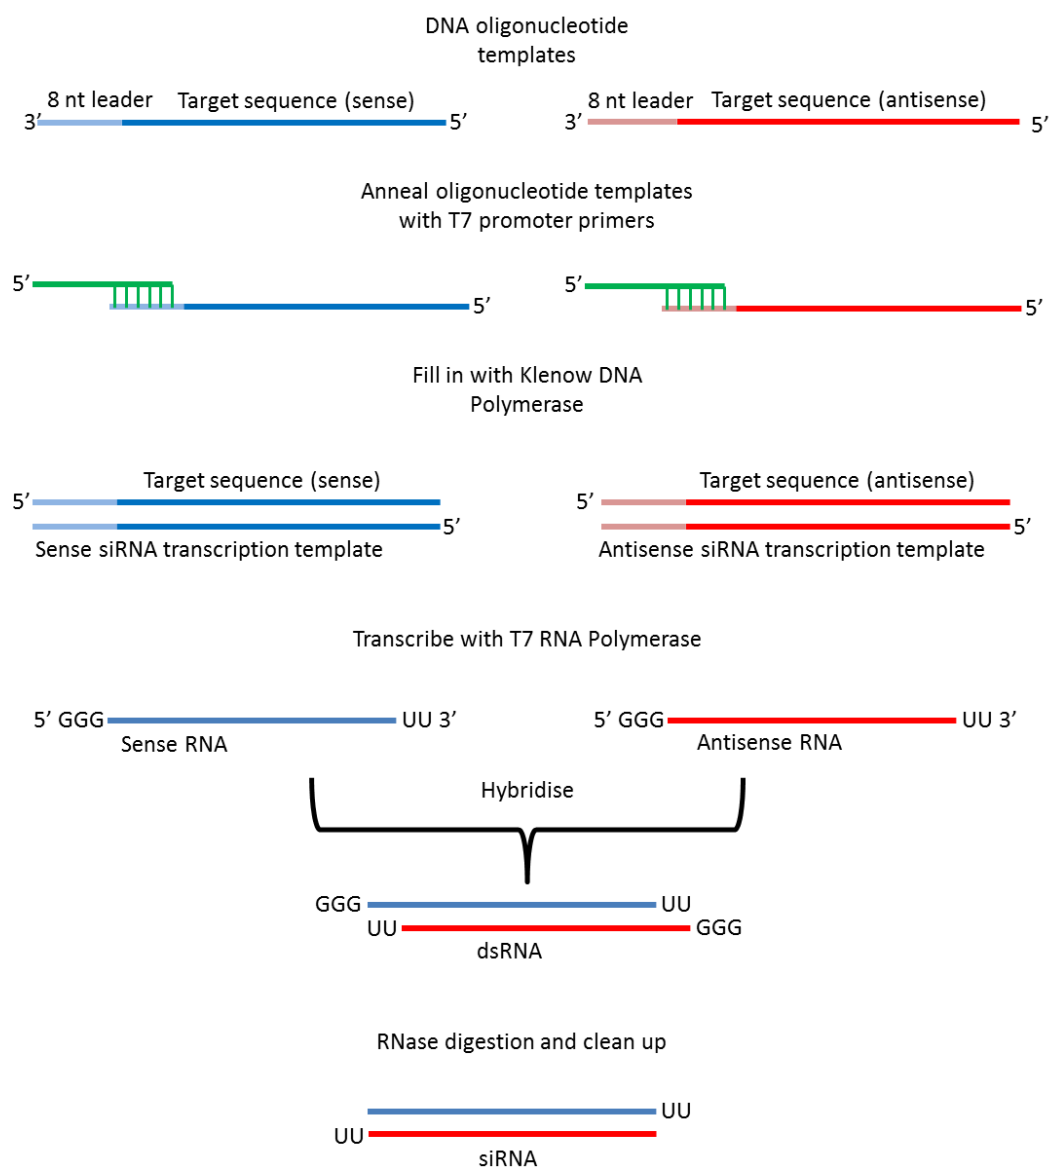 DNA oligonucleotide
templates
8 nt leader Target sequence (sense)
3’ 5’
8 nt leader Target sequence (antisense)
3’ 5’
Anneal oligonucleotide templates
with T7 promoter primers
5’ 5’
5’ 5’
Fill in with Klenow DNA
Polymerase
Target sequence (sense)
5’
5’
Sense siRNA transcription template
Target sequence (antisense)
5’
5’
Antisense siRNA transcription template
Transcribe with T7 RNA Polymerase
5’ GGG UU 3’
Sense RNA
5’ GGG UU 3’
Antisense RNA
Hybridise
GGG UU
UU GGG
dsRNA
RNase digestion and clean up
UU
UU
siRNA